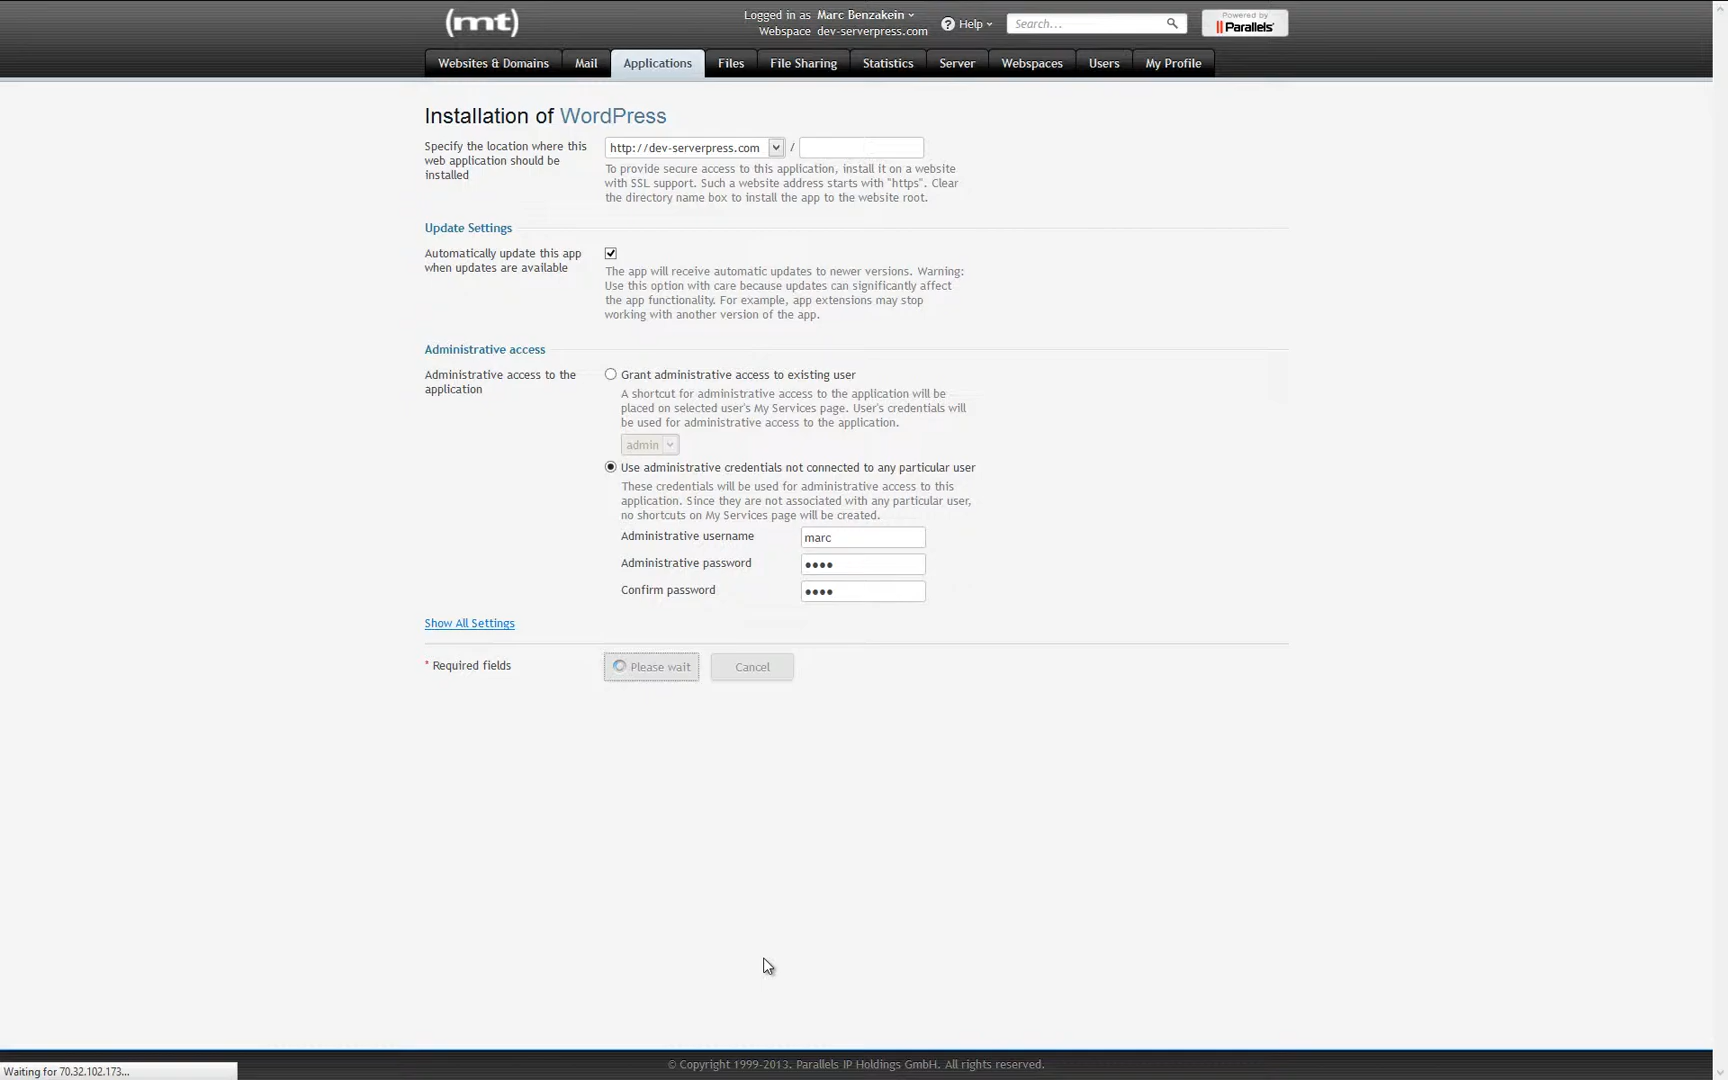 (mt)
Logged in as Marc Benzakein
Webspace dev-serverpress.com
Help
Search...
Powered by
Parallels
Websites & Domains
Mail
Applications
Files
File Sharing
Statistics
Server
Webspaces
Users
My Profile
Installation of WordPress
Specify the location where this
web application should be
installed
http://dev-serverpress.com /
To provide secure access to this application, install it on a website
with SSL support. Such a website address starts with "https". Clear
the directory name box to install the app to the website root.
Update Settings
Automatically update this app
when updates are available
The app will receive automatic updates to newer versions. Warning:
Use this option with care because updates can significantly affect
the app functionality. For example, app extensions may stop
working with another version of the app.
Administrative access
Administrative access to the
application
Grant administrative access to existing user
A shortcut for administrative access to the application will be
placed on selected user's My Services page. User's credentials will
be used for administrative access to the application.
admin
Use administrative credentials not connected to any particular user
These credentials will be used for administrative access to this
application. Since they are not associated with any particular user,
no shortcuts on My Services page will be created.
Administrative username marc
Administrative password ●●●●
Confirm password ●●●●
Show All Settings
* Required fields
Please wait
Cancel
© Copyright 1999-2013. Parallels IP Holdings GmbH. All rights reserved.
Waiting for 70.32.102.173...